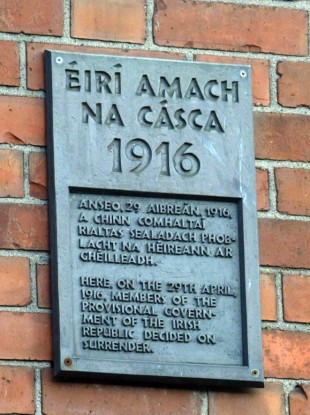 ÉIRÍ AMACH
NA CÁSCA
1916
ANSEO, 29 AIBREÁN, 1916,
A CHINN COMHALTAÍ
RIALTAS SEALADACH PHOB-
LACHT NA HÉIREANN AR
GHÉILLEADH.
HERE, ON THE 29TH APRIL,
1916, MEMBERS OF THE
PROVISIONAL GOVERN-
MENT OF THE IRISH
REPUBLIC DECIDED ON
SURRENDER.